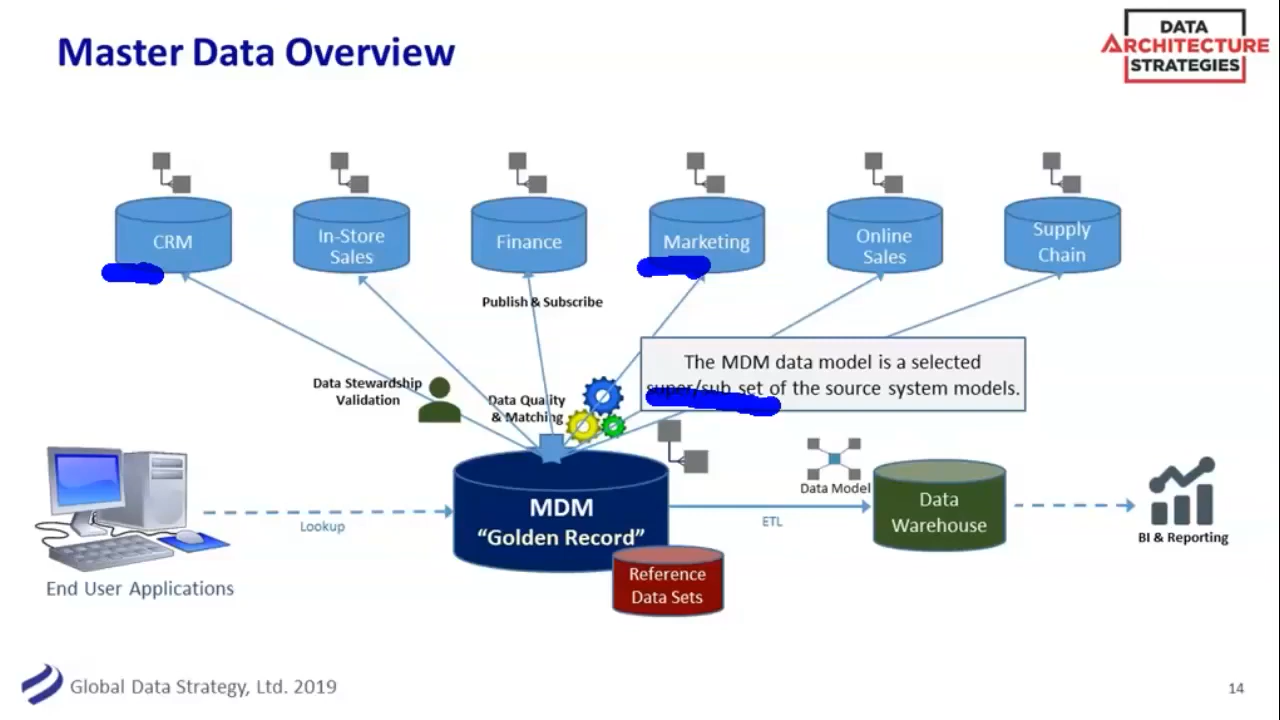 Master Data Overview
DATA
ARCHITECTURE
STRATEGIES
CRM
In-Store
Sales
Finance
Marketing
Online
Sales
Supply
Chain
Publish & Subscribe
The MDM data model is a selected
super/sub set of the source system models.
Data Stewardship
Validation
Data Quality
& Matching
Data Model
MDM
“Golden Record”
Lookup
ETL
Data
Warehouse
BI & Reporting
Reference
Data Sets
End User Applications
Global Data Strategy, Ltd. 2019
14